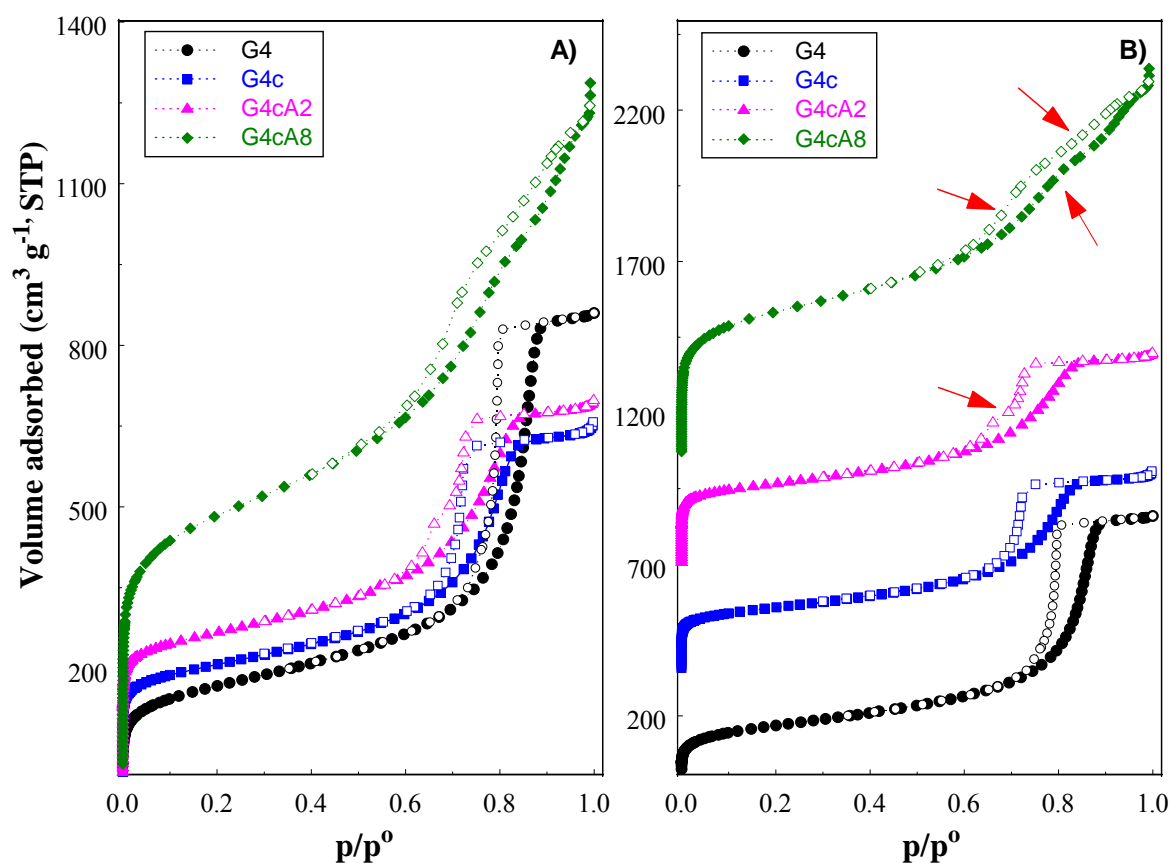 1400
1100
800
500
200
Volume adsorbed (cm³ g⁻¹, STP)
G4
G4c
G4cA2
G4cA8
A)
0.0 0.2 0.4 0.6 0.8 1.0
p/pº
2200
1700
1200
700
200
G4
G4c
G4cA2
G4cA8
B)
0.0 0.2 0.4 0.6 0.8 1.0
p/pº